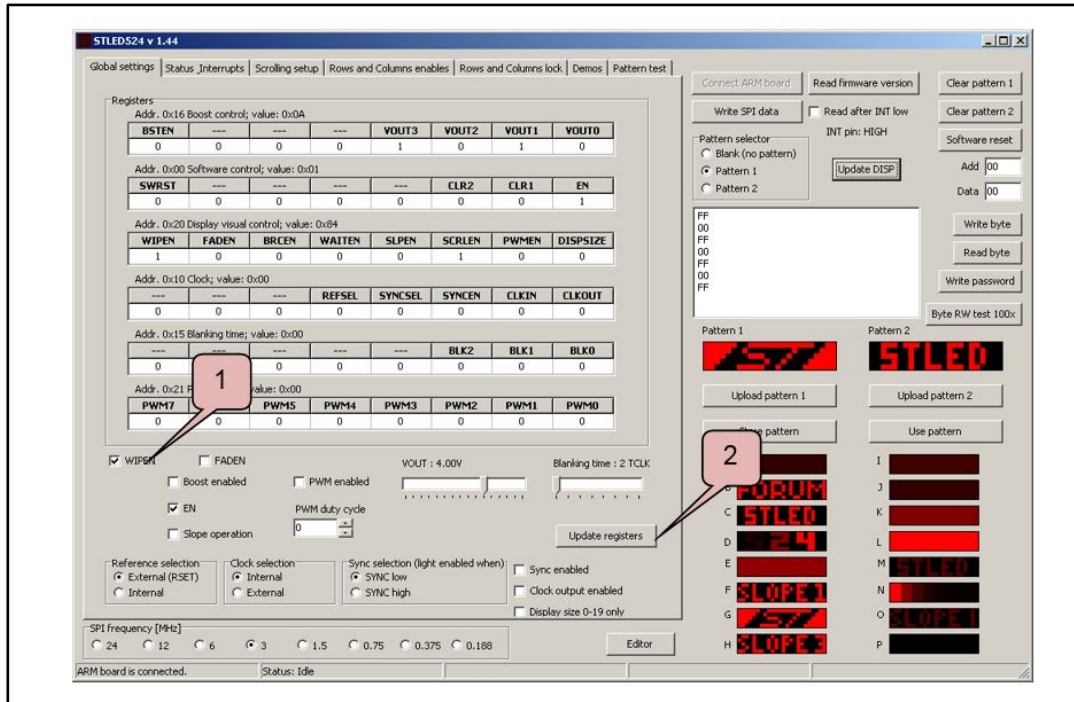 STLED524 v 1.44
Global settings Status_Interrupts Scrolling setup Rows and Columns enables Rows and Columns lock Demos Pattern test
Registers
Addr. 0x16 Boost control; value: 0x0A
BSTEN --- --- --- VOUT3 VOUT2 VOUT1 VOUT0
0 0 0 0 1 0 1 0
Addr. 0x00 Software control; value: 0x01
SWRST --- --- --- --- CLR2 CLR1 EN
0 0 0 0 0 0 0 1
Addr. 0x20 Display visual control; value: 0x84
WIPEN FADEN BRCEN WAITEN SLPEN SCRLEN PWMEN DISPSIZE
1 0 0 0 0 1 0 0
Addr. 0x10 Clock; value: 0x00
--- --- --- REFSEL SYNCSEL SYNCEN CLKIN CLKOUT
0 0 0 0 0 0 0 0
Addr. 0x15 Blanking time; value: 0x00
--- --- --- --- BLK2 BLK1 BLK0
0 0 0 0 0 0 0
Addr. 0x21 value: 0x00
PWM7 PWM5 PWM4 PWM3 PWM2 PWM1 PWM0
0 0 0 0 0 0 0 0
1
WIPEN FADEN VOUT : 4.00V Blanking time : 2 TCLK
Boost enabled PWM enabled
EN PWM duty cycle
0
Slope operation Update registers
2
Reference selection Clock selection Sync selection (light enabled when)
External (RSET) Internal SYNC low Sync enabled
Internal External SYNC high Clock output enabled
Display size 0-19 only
SPI frequency [MHz]
24 12 6 3 1.5 0.75 0.375 0.188 Editor
ARM board is connected. Status: Idle
Connect ARM board Read firmware version Clear pattern 1
Write SPI data Read after INT low Clear pattern 2
INT pin: HIGH Software reset
Pattern selector
Blank (no pattern)
Pattern 1 Update DISP Add 00
Pattern 2 Data 00
FF
00
FF
00
FF
00
FF
Write byte
Read byte
Write password
Byte RW test 100x
Pattern 1 Pattern 2
STLED
Upload pattern 1 Upload pattern 2
pattern Use pattern
I
FORUM J
C STLED K
D 24 L
E M STLED
F SLOPE 1 N
G O SLOPE 1
H SLOPE 3 P